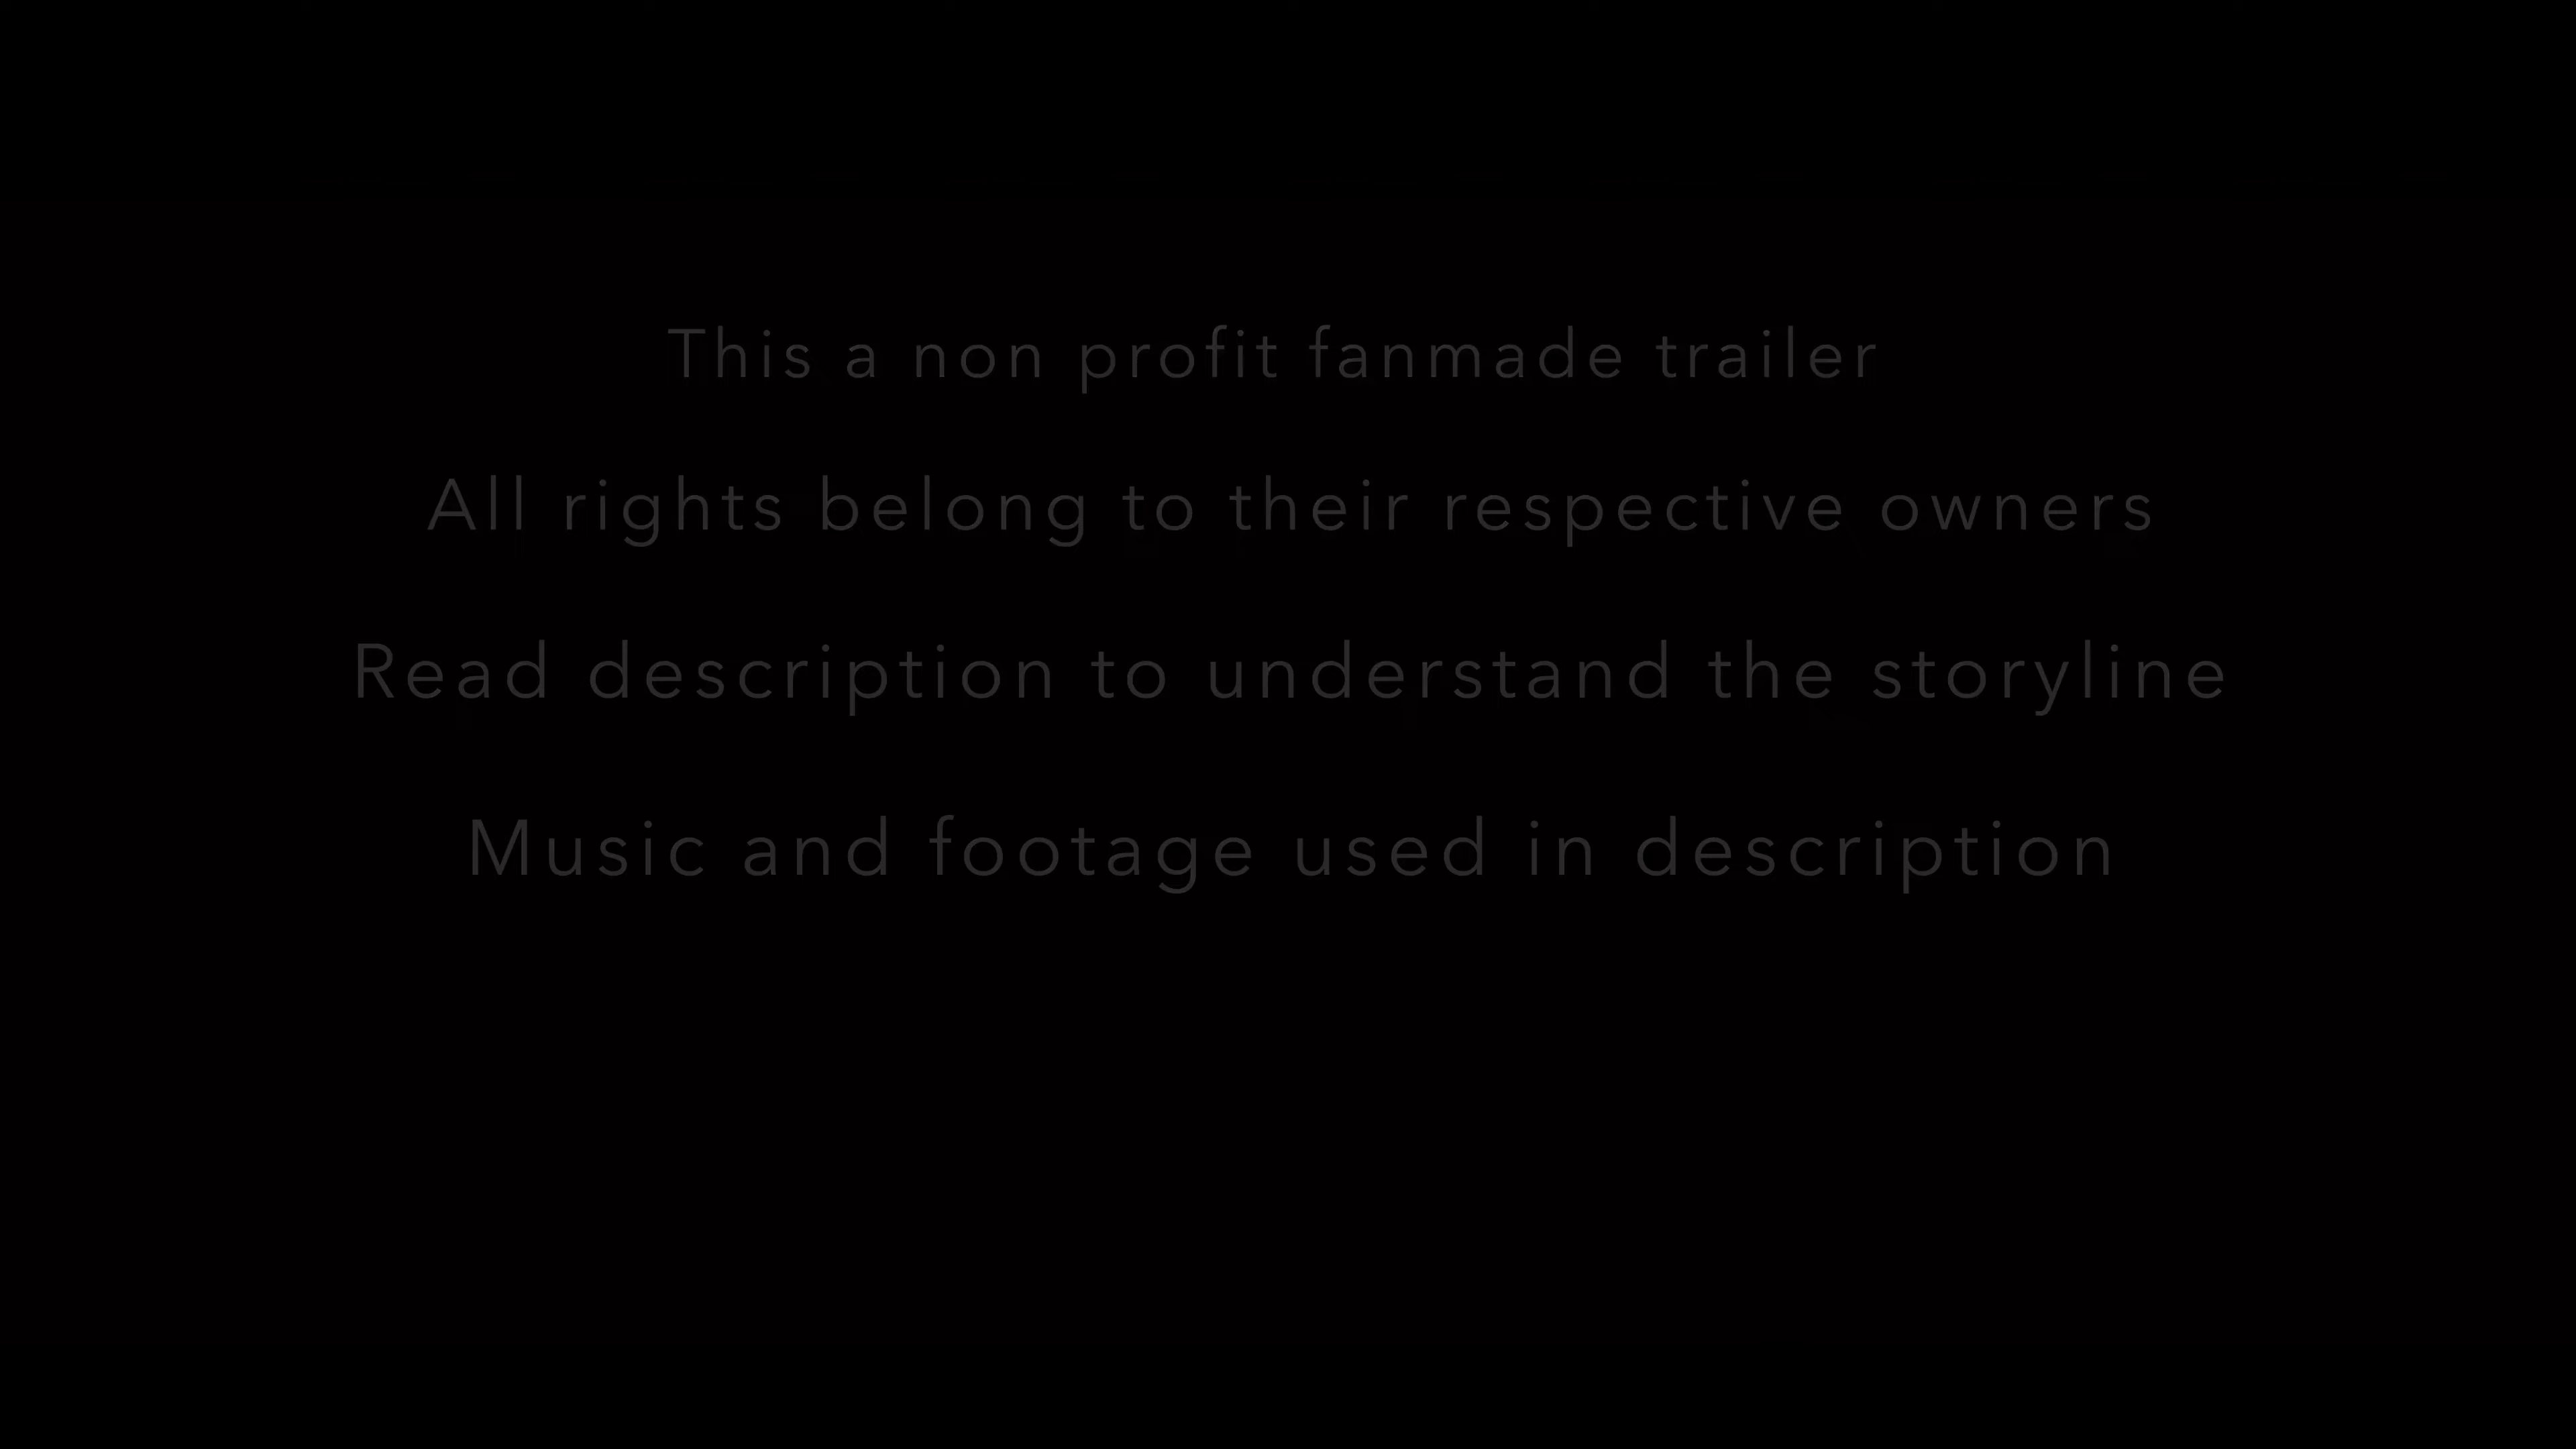 This a non profit fanmade trailer
All rights belong to their respective owners
Read description to understand the storyline
Music and footage used in description